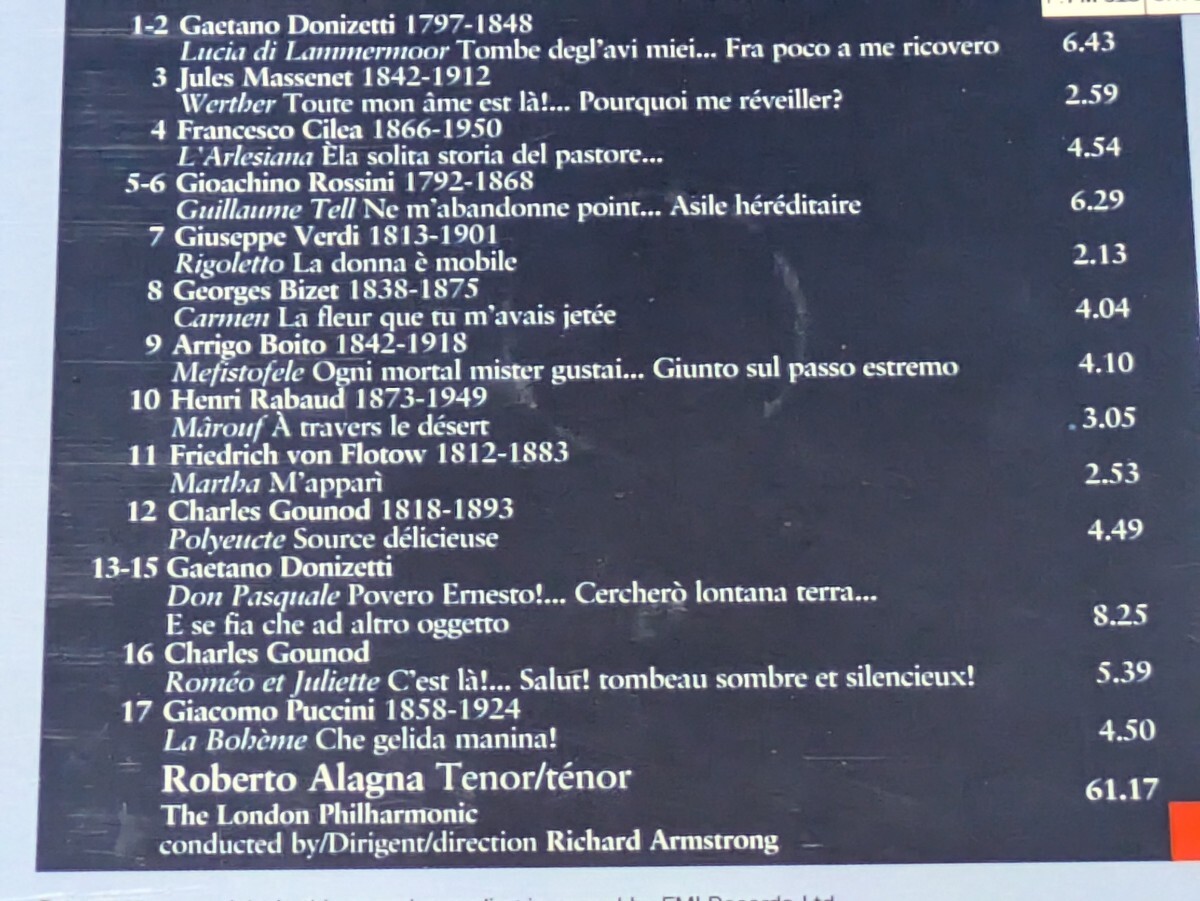 1-2 Gaetano Donizetti 1797-1848
Lucia di Lammermoor Tombe degl'avi miei... Fra poco a me ricovero 6.43
3 Jules Massenet 1842-1912
Werther Toute mon âme est là!... Pourquoi me réveiller? 2.59
4 Francesco Cilea 1866-1950
L'Arlesiana Èla solita storia del pastore... 4.54
5-6 Gioachino Rossini 1792-1868
Guillaume Tell Ne m'abandonne point... Asile héréditaire 6.29
7 Giuseppe Verdi 1813-1901
Rigoletto La donna è mobile 2.13
8 Georges Bizet 1838-1875
Carmen La fleur que tu m'avais jetée 4.04
9 Arrigo Boito 1842-1918
Mefistofele Ogni mortal mister gustai... Giunto sul passo estremo 4.10
10 Henri Rabaud 1873-1949
Mârouf À travers le désert 3.05
11 Friedrich von Flotow 1812-1883
Martha M'apparì 2.53
12 Charles Gounod 1818-1893
Polyeucte Source délicieuse 4.49
13-15 Gaetano Donizetti
Don Pasquale Povero Ernesto!... Cercherò lontana terra...
E se fia che ad altro oggetto 8.25
16 Charles Gounod
Roméo et Juliette C'est là!... Salut! tombeau sombre et silencieux! 5.39
17 Giacomo Puccini 1858-1924
La Bohème Che gelida manina! 4.50
Roberto Alagna Tenor/ténor 61.17
The London Philharmonic
conducted by/Dirigent/direction Richard Armstrong
EMI Records Ltd